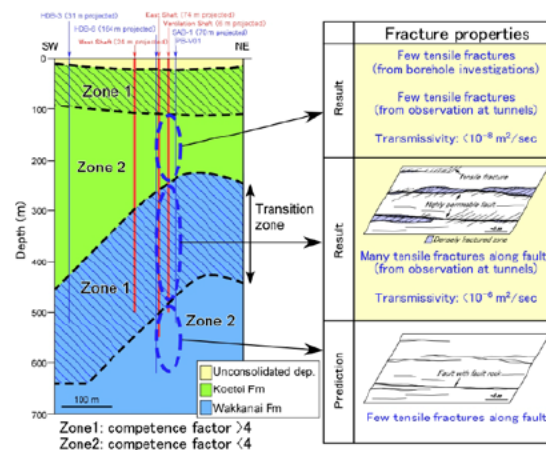 HDB-3 (31 m projected)
HDB-6 (164 m projected)
East Shaft (74 m projected)
Ventilation Shaft (6 m projected)
West Shaft (26 m projected)
SAB-1 (70 m projected)
PB-V01
SW
NE
Depth (m)
0
100
200
300
400
500
600
700
Zone 1
Zone 2
Zone 1
Zone 2
Transition
zone
100 m
Unconsolidated dep.
Koetoi Fm
Wakkanai Fm
Zone1: competence factor >4
Zone2: competence factor <4
Fracture properties
Result
Few tensile fractures
(from borehole investigations)
Few tensile fractures
(from observation at tunnels)
Transmissivity: <10⁻⁸ m²/sec
Result
Tensile fracture
Highly permeable fault
Densely fractured zone
Many tensile fractures along fault
(from observation at tunnels)
Transmissivity: <10⁻⁶ m²/sec
Prediction
Fault with fault rock
Few tensile fractures along fault